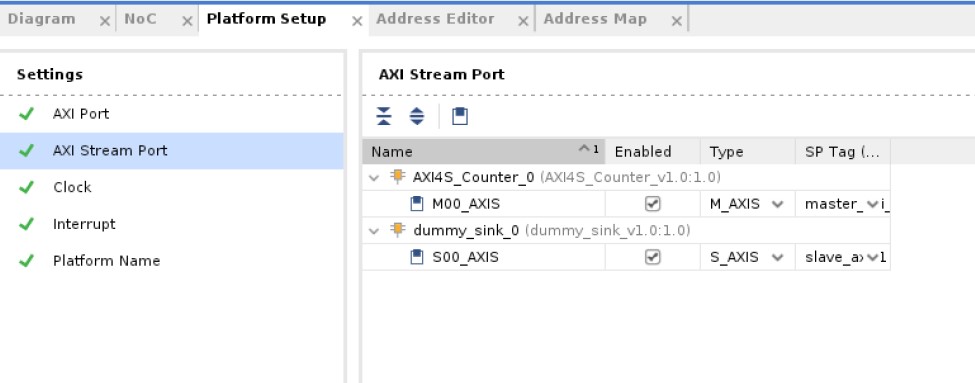 Diagram × NoC × Platform Setup × Address Editor × Address Map ×
Settings
AXI Port
AXI Stream Port
Clock
Interrupt
Platform Name
AXI Stream Port
Name 1 Enabled Type SP Tag (...
AXI4S_Counter_0 (AXI4S_Counter_v1.0:1.0)
M00_AXIS M_AXIS master_ i_
dummy_sink_0 (dummy_sink_v1.0:1.0)
S00_AXIS S_AXIS slave_a 1